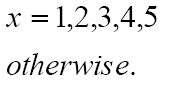 x = 1,2,3,4,5
otherwise.